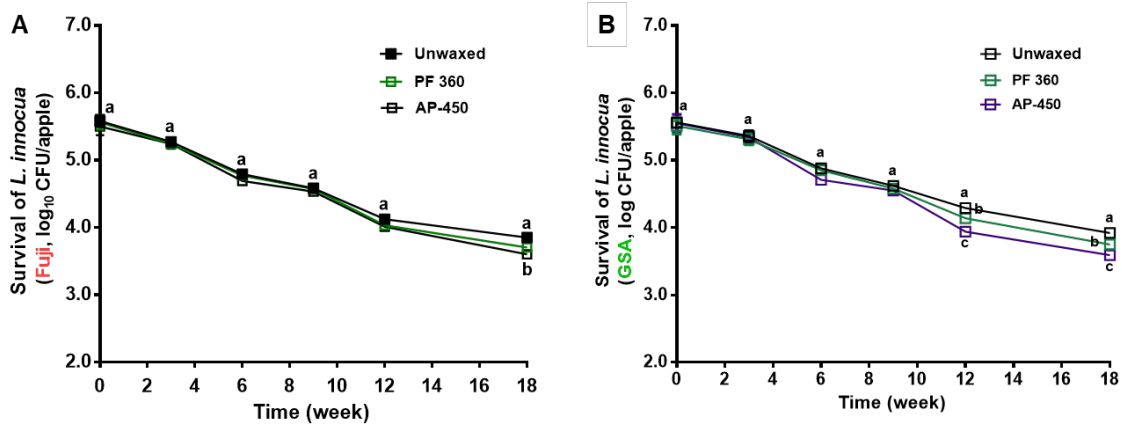 A
Survival of L. innocua
(Fuji, log₁₀ CFU/apple)
7.0
6.0
5.0
4.0
3.0
2.0
0 2 4 6 8 10 12 14 16 18
Time (week)
Unwaxed
PF 360
AP-450
a
a
a
a
a
a
b
B
Survival of L. innocua
(GSA, log CFU/apple)
7.0
6.0
5.0
4.0
3.0
2.0
0 2 4 6 8 10 12 14 16 18
Time (week)
Unwaxed
PF 360
AP-450
a
a
a
a
a
b
c
a
b
c